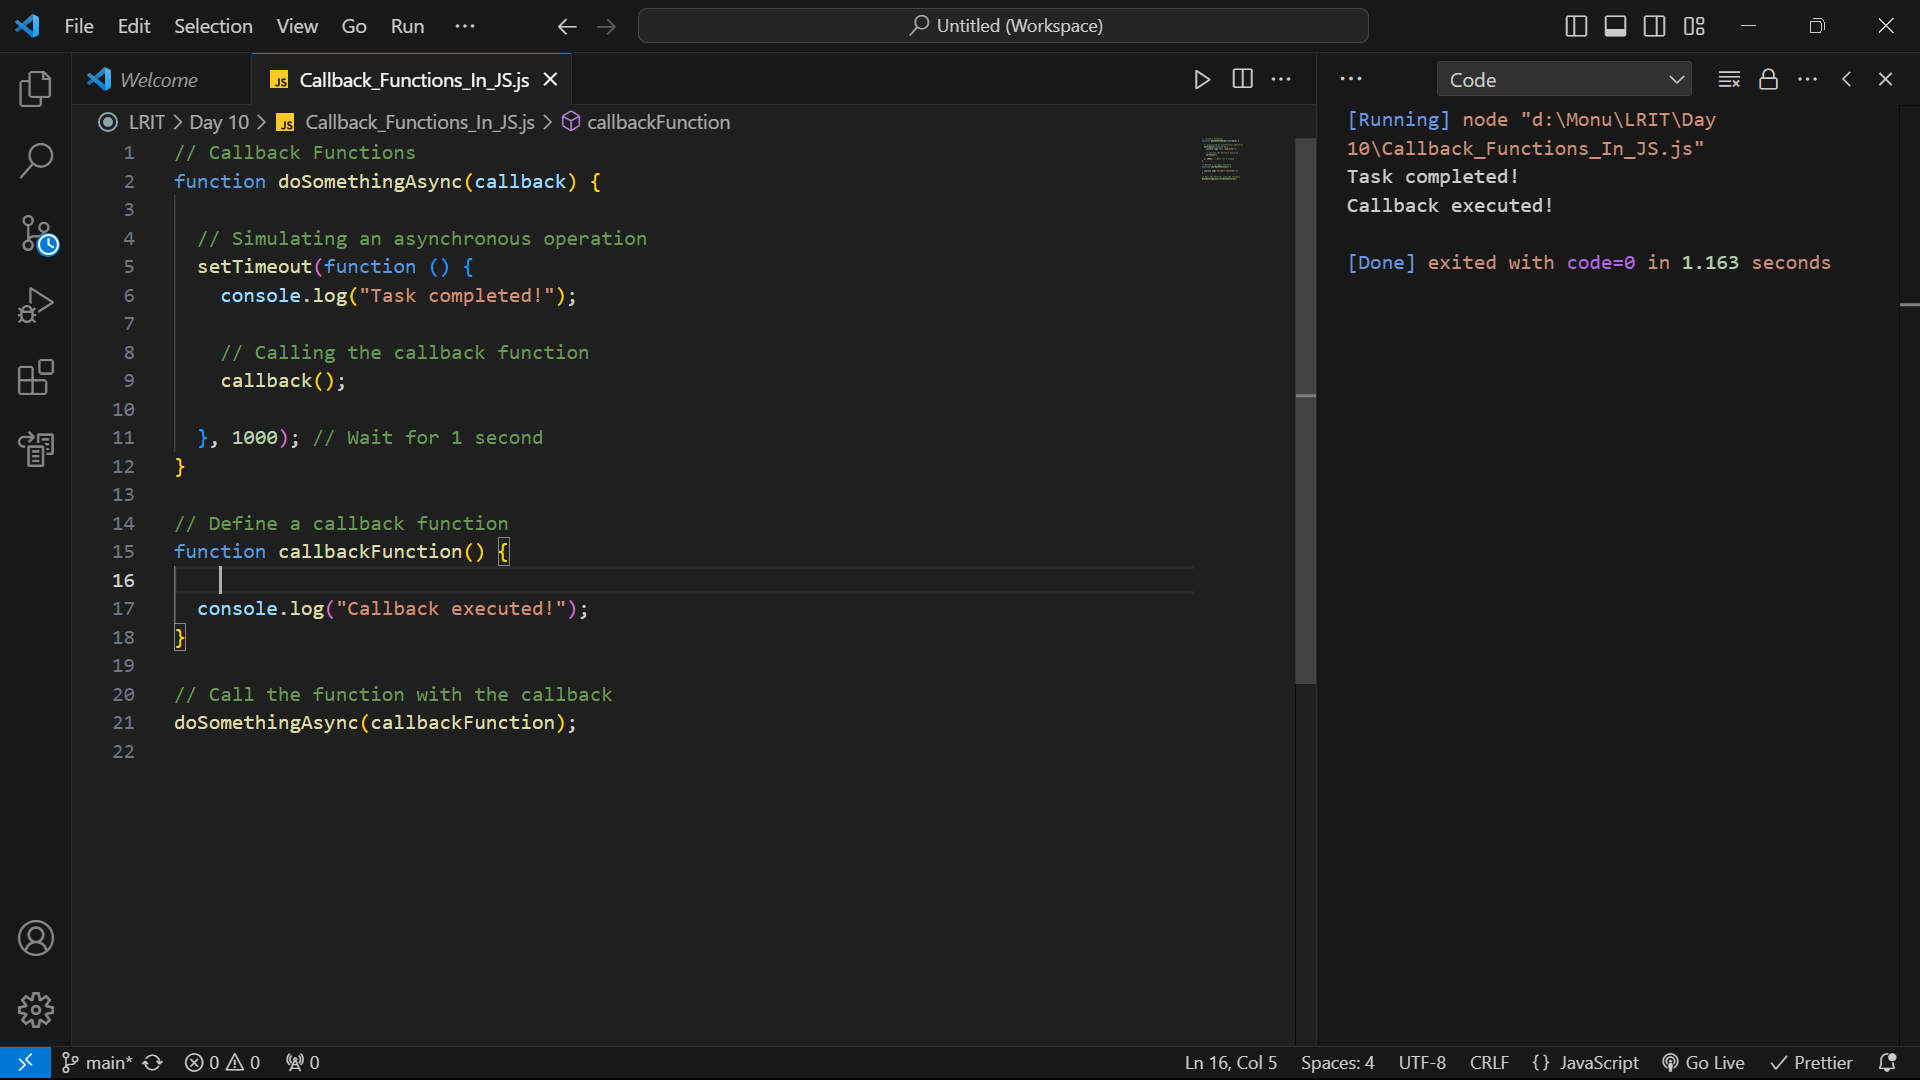 File Edit Selection View Go Run ··· Untitled (Workspace)
Welcome JS Callback_Functions_In_JS.js
LRIT > Day 10 > JS Callback_Functions_In_JS.js > callbackFunction
1 // Callback Functions
2 function doSomethingAsync(callback) {
3
4 // Simulating an asynchronous operation
5 setTimeout(function () {
6 console.log("Task completed!");
7
8 // Calling the callback function
9 callback();
10
11 }, 1000); // Wait for 1 second
12 }
13
14 // Define a callback function
15 function callbackFunction() {
16
17 console.log("Callback executed!");
18 }
19
20 // Call the function with the callback
21 doSomethingAsync(callbackFunction);
22
Code
[Running] node "d:\Monu\LRIT\Day
10\Callback_Functions_In_JS.js"
Task completed!
Callback executed!
[Done] exited with code=0 in 1.163 seconds
main* 0 0 0 Ln 16, Col 5 Spaces: 4 UTF-8 CRLF {} JavaScript Go Live Prettier